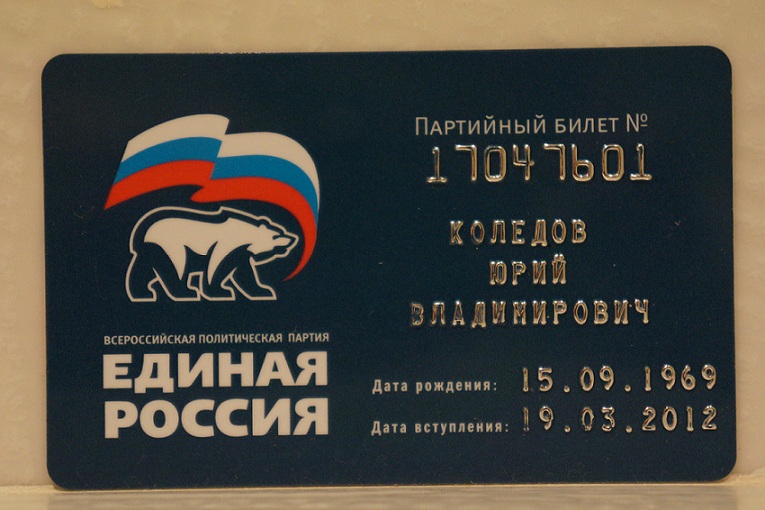 ВСЕРОССИЙСКАЯ ПОЛИТИЧЕСКАЯ ПАРТИЯ
ЕДИНАЯ
РОССИЯ
ПАРТИЙНЫЙ БИЛЕТ №
17047601
КОЛЕДОВ
ЮРИЙ
ВЛАДИМИРОВИЧ
Дата рождения: 15.09.1969
Дата вступления: 19.03.2012